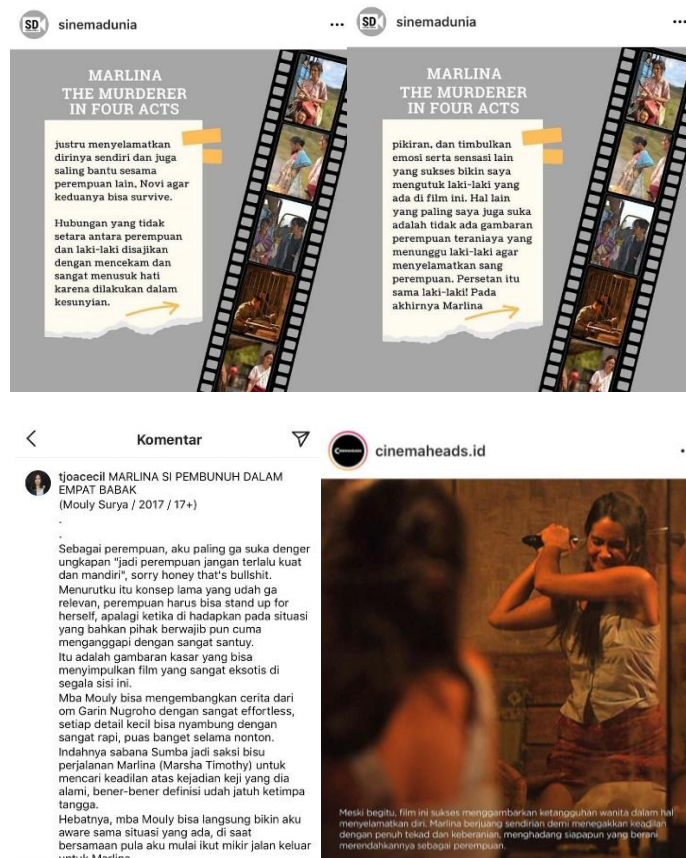 sinemadunia
MARLINA
THE MURDERER
IN FOUR ACTS
justru menyelamatkan
dirinya sendiri dan juga
saling bantu sesama
perempuan lain, Novi agar
keduanya bisa survive.
Hubungan yang tidak
setara antara perempuan
dan laki-laki disajikan
dengan mencekam dan
sangat menusuk hati
karena dilakukan dalam
kesunyian.
sinemadunia
MARLINA
THE MURDERER
IN FOUR ACTS
pikiran, dan timbulkan
emosi serta sensasi lain
yang sukses bikin saya
mengutuk laki-laki yang
ada di film ini. Hal lain
yang paling saya juga suka
adalah tidak ada gambaran
perempuan teraniaya yang
menunggu laki-laki agar
menyelamatkan sang
perempuan. Persetan itu
sama laki-laki! Pada
akhirnya Marlina
Komentar
tjoacecil MARLINA SI PEMBUNUH DALAM
EMPAT BABAK
(Mouly Surya / 2017 / 17+)
.
.
Sebagai perempuan, aku paling ga suka denger
ungkapan "jadi perempuan jangan terlalu kuat
dan mandiri", sorry honey that's bullshit.
Menurutku itu konsep lama yang udah ga
relevan, perempuan harus bisa stand up for
herself, apalagi ketika di hadapkan pada situasi
yang bahkan pihak berwajib pun cuma
menganggapi dengan sangat santuy.
Itu adalah gambaran kasar yang bisa
menyimpulkan film yang sangat eksotis di
segala sisi ini.
Mba Mouly bisa mengembangkan cerita dari
om Garin Nugroho dengan sangat effortless,
setiap detail kecil bisa nyambung dengan
sangat rapi, puas banget selama nonton.
Indahnya sabana Sumba jadi saksi bisu
perjalanan Marlina (Marsha Timothy) untuk
mencari keadilan atas kejadian keji yang dia
alami, bener-bener definisi udah jatuh ketimpa
tangga.
Hebatnya, mba Mouly bisa langsung bikin aku
aware sama situasi yang ada, di saat
bersamaan pula aku mulai ikut mikir jalan keluar
untuk Marlina
cinemaheads.id
Meski begitu, film ini sukses menggambarkan ketangguhan wanita dalam hal
menyelamatkan diri. Marlina berjuang sendirian demi menegakkan keadilan
dengan penuh tekad dan keberanian, menghadang siapapun yang berani
merendahkannya sebagai perempuan.